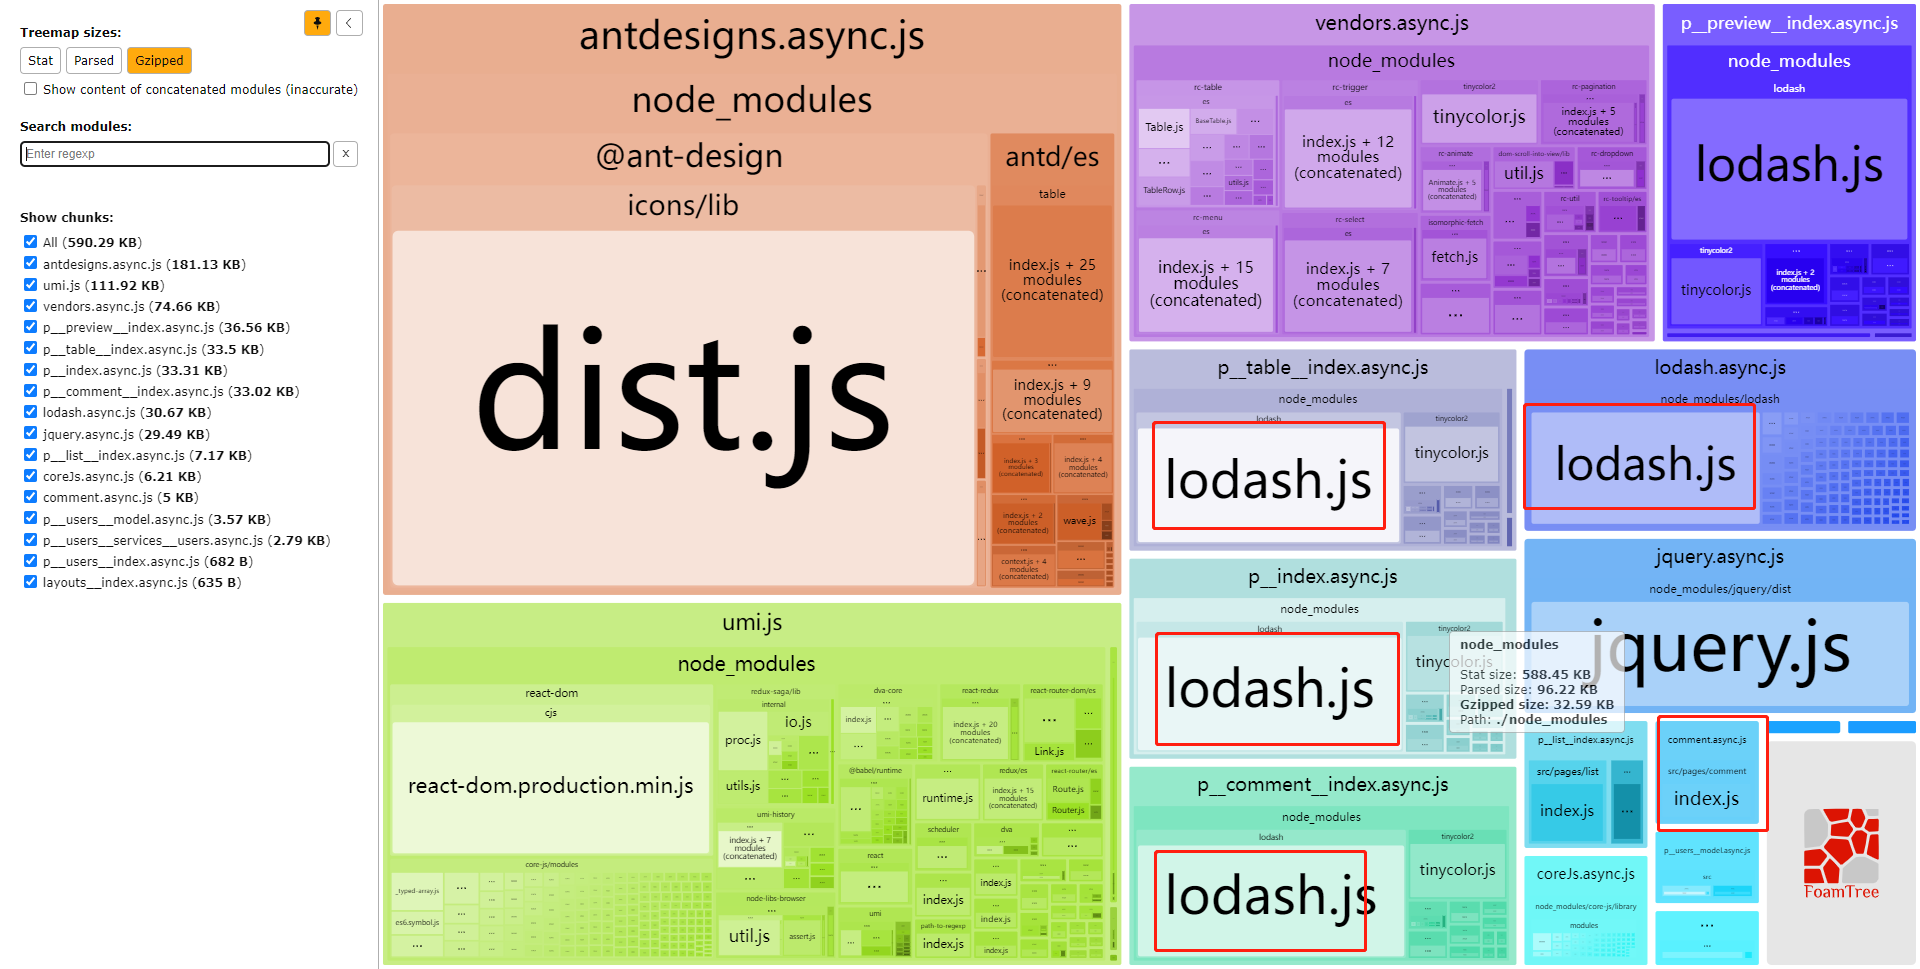 Treemap sizes:
Stat
Parsed
Gzipped
Show content of concatenated modules (inaccurate)
Search modules:
Enter regexp
x
Show chunks:
All (590.29 KB)
antdesigns.async.js (181.13 KB)
umi.js (111.92 KB)
vendors.async.js (74.66 KB)
p__preview__index.async.js (36.56 KB)
p__table__index.async.js (33.5 KB)
p__index.async.js (33.31 KB)
p__comment__index.async.js (33.02 KB)
lodash.async.js (30.67 KB)
jquery.async.js (29.49 KB)
p__list__index.async.js (7.17 KB)
coreJs.async.js (6.21 KB)
comment.async.js (5 KB)
p__users__model.async.js (3.57 KB)
p__users__services__users.async.js (2.79 KB)
p__users__index.async.js (682 B)
layouts__index.async.js (635 B)
antdesigns.async.js
node_modules
@ant-design
icons/lib
dist.js
antd/es
table
index.js + 25
modules
(concatenated)
...
index.js + 9
modules
(concatenated)
index.js + 3
modules
(concatenated)
index.js + 4
modules
(concatenated)
index.js + 2
modules
(concatenated)
wave.js
context.js + 4
modules
(concatenated)
umi.js
node_modules
react-dom
cjs
react-dom.production.min.js
core-js/modules
_typed-array.js
es6.symbol.js
redux-saga/lib
internal
io.js
proc.js
utils.js
umi-history
index.js + 7
modules
(concatenated)
node-libs-browser
util.js
assert.js
dva-core
index.js
react-redux
index.js + 20
modules
(concatenated)
react-router-dom/es
Link.js
@babel/runtime
runtime.js
redux/es
index.js + 15
modules
(concatenated)
react-router/es
Route.js
Router.js
scheduler
dva
react
index.js
index.js
umi
index.js
path-to-regexp
index.js
index.js
vendors.async.js
node_modules
rc-table
es
Table.js
BaseTable.js
TableRow.js
utils.js
rc-trigger
es
index.js + 12
modules
(concatenated)
tinycolor2
tinycolor.js
rc-pagination
index.js + 5
modules
(concatenated)
rc-animate
Animate.js + 5
modules
(concatenated)
dom-scroll-into-view/lib
util.js
rc-dropdown
rc-util
rc-tooltip/es
rc-menu
es
index.js + 15
modules
(concatenated)
rc-select
es
index.js + 7
modules
(concatenated)
isomorphic-fetch
fetch.js
p__preview__index.async.js
node_modules
lodash
lodash.js
tinycolor2
tinycolor.js
index.js + 2
modules
(concatenated)
p__table__index.async.js
node_modules
lodash
lodash.js
tinycolor2
tinycolor.js
lodash.async.js
node_modules/lodash
lodash.js
p__index.async.js
node_modules
lodash
lodash.js
tinycolor2
tinycolor.js
jquery.async.js
node_modules/jquery/dist
jquery.js
node_modules
Stat size: 588.45 KB
Parsed size: 96.22 KB
Gzipped size: 32.59 KB
Path: ./node_modules
p__comment__index.async.js
node_modules
lodash
lodash.js
tinycolor2
tinycolor.js
p__list__index.async.js
src/pages/list
index.js
comment.async.js
src/pages/comment
index.js
coreJs.async.js
node_modules/core-js/library
modules
p__users__model.async.js
src
FoamTree